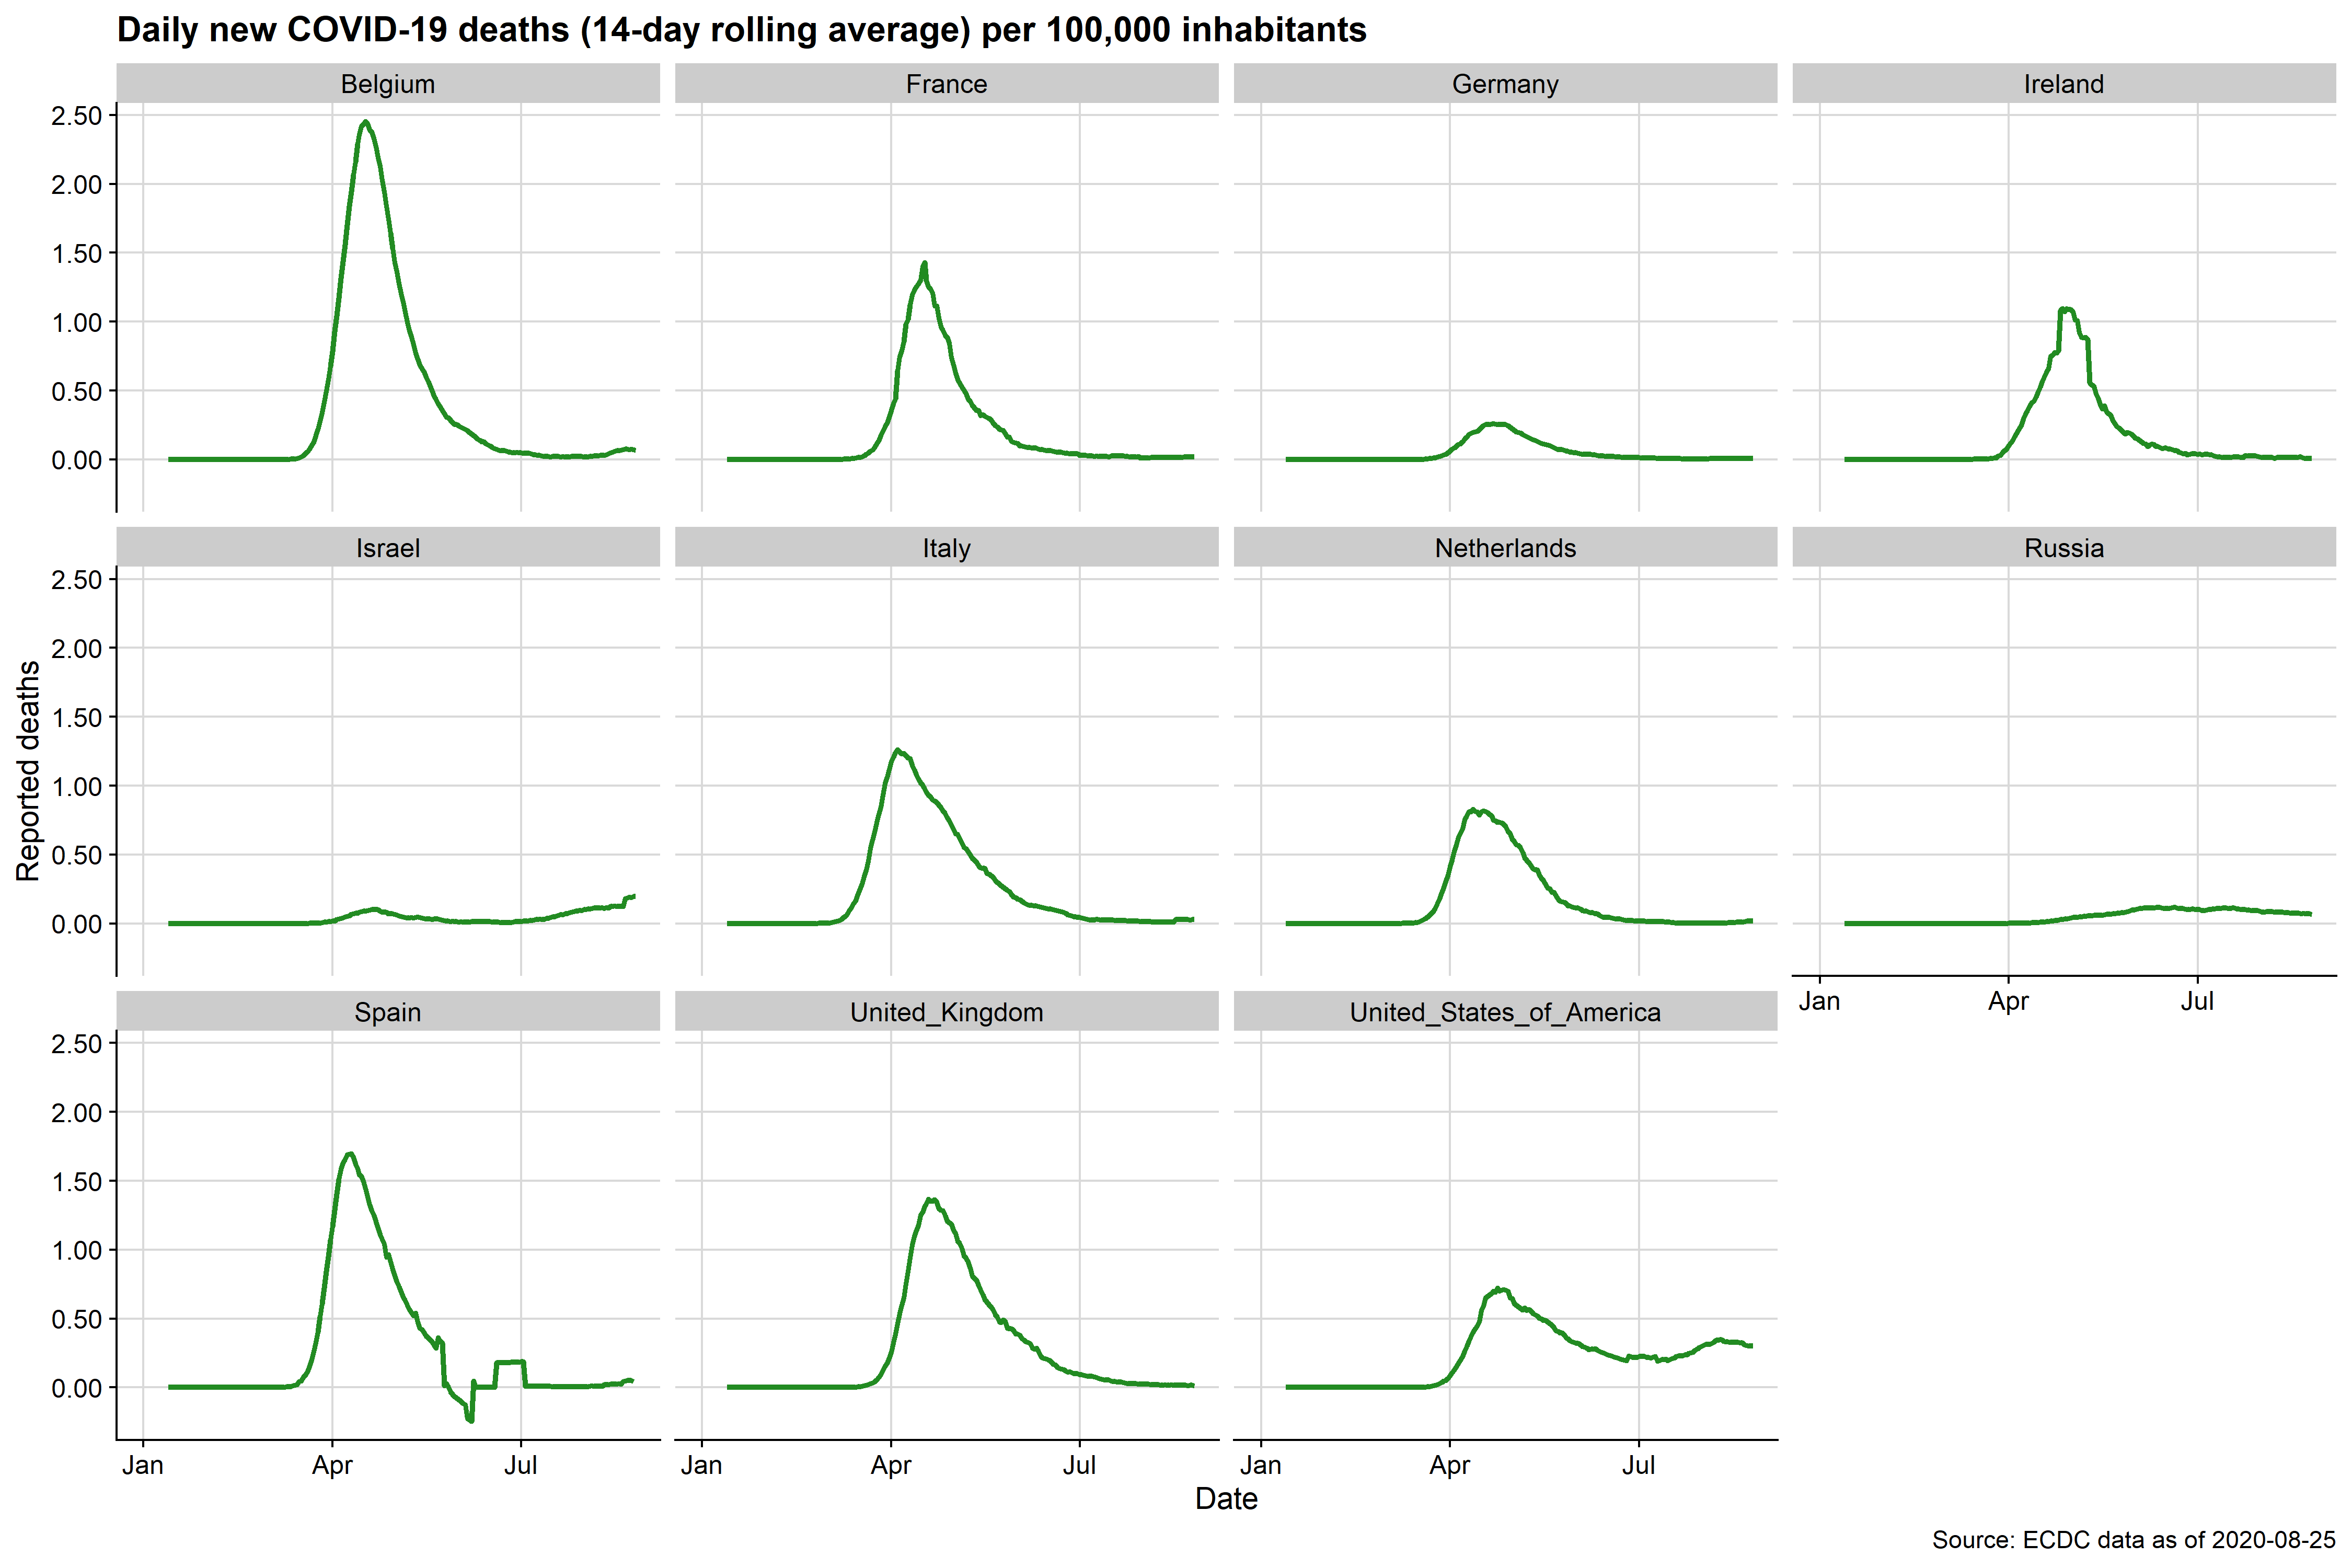 Daily new COVID-19 deaths (14-day rolling average) per 100,000 inhabitants
Belgium France Germany Ireland
2.50
2.00
1.50
1.00
0.50
0.00
Israel Italy Netherlands Russia
2.50
2.00
1.50
1.00
0.50
0.00
Jan Apr Jul
Reported deaths
Spain United_Kingdom United_States_of_America
2.50
2.00
1.50
1.00
0.50
0.00
Jan Apr Jul Jan Apr Jul Jan Apr Jul
Date
Source: ECDC data as of 2020-08-25